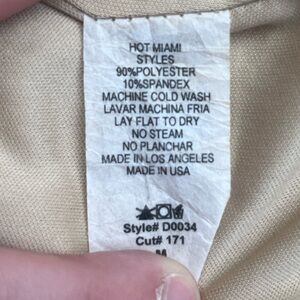 HOT MIAMI
STYLES
90%POLYESTER
10%SPANDEX
MACHINE COLD WASH
LAVAR MACHINA FRIA
LAY FLAT TO DRY
NO STEAM
NO PLANCHAR
MADE IN LOS ANGELES
MADE IN USA
Style# D0034
Cut# 171
M